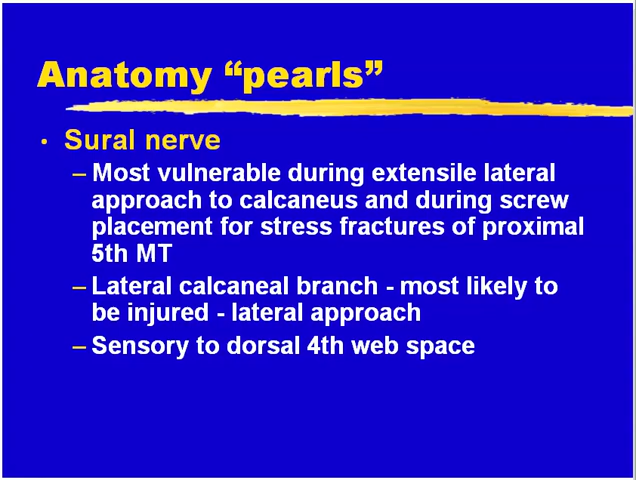 Anatomy “pearls”
• Sural nerve
– Most vulnerable during extensile lateral
approach to calcaneus and during screw
placement for stress fractures of proximal
5th MT
– Lateral calcaneal branch - most likely to
be injured - lateral approach
– Sensory to dorsal 4th web space